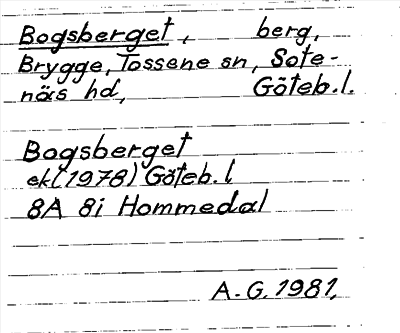 Bogsberget, berg,
Brygge, Tossene sn, Sote-
näs hd, Göteb.l.
Bogsberget
ek(1978) Göteb.l
8A 8i Hommedal
A.G. 1981.